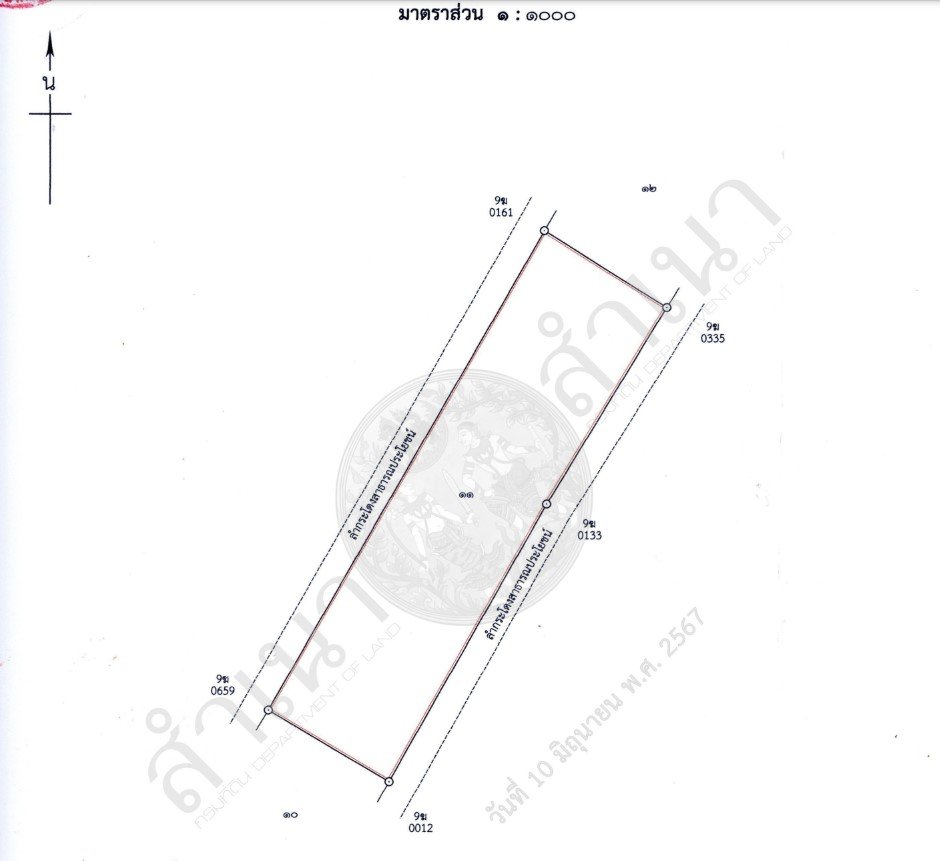 มาตราส่วน ๑ : ๑๐๐๐
น
๑๒
9ฆ
0161
9ฆ
0335
ลำกระโดงสาธารณประโยชน์
๑๑
9ฆ
0133
ลำกระโดงสาธารณประโยชน์
9ฆ
0659
๑๐
9ฆ
0012
สำเนา
กรมที่ดิน DEPARTMENT OF LAND
สำเนา
กรมที่ดิน DEPARTMENT OF LAND
วันที่ 10 มิถุนายน พ.ศ. 2567